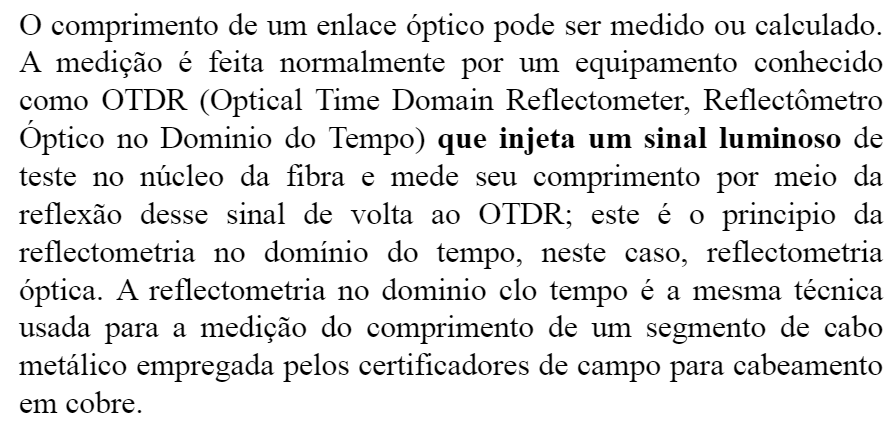 O comprimento de um enlace óptico pode ser medido ou calculado.
A medição é feita normalmente por um equipamento conhecido
como OTDR (Optical Time Domain Reflectometer, Reflectômetro
Óptico no Dominio do Tempo) que injeta um sinal luminoso de
teste no núcleo da fibra e mede seu comprimento por meio da
reflexão desse sinal de volta ao OTDR; este é o principio da
reflectometria no domínio do tempo, neste caso, reflectometria
óptica. A reflectometria no dominio clo tempo é a mesma técnica
usada para a medição do comprimento de um segmento de cabo
metálico empregada pelos certificadores de campo para cabeamento
em cobre.